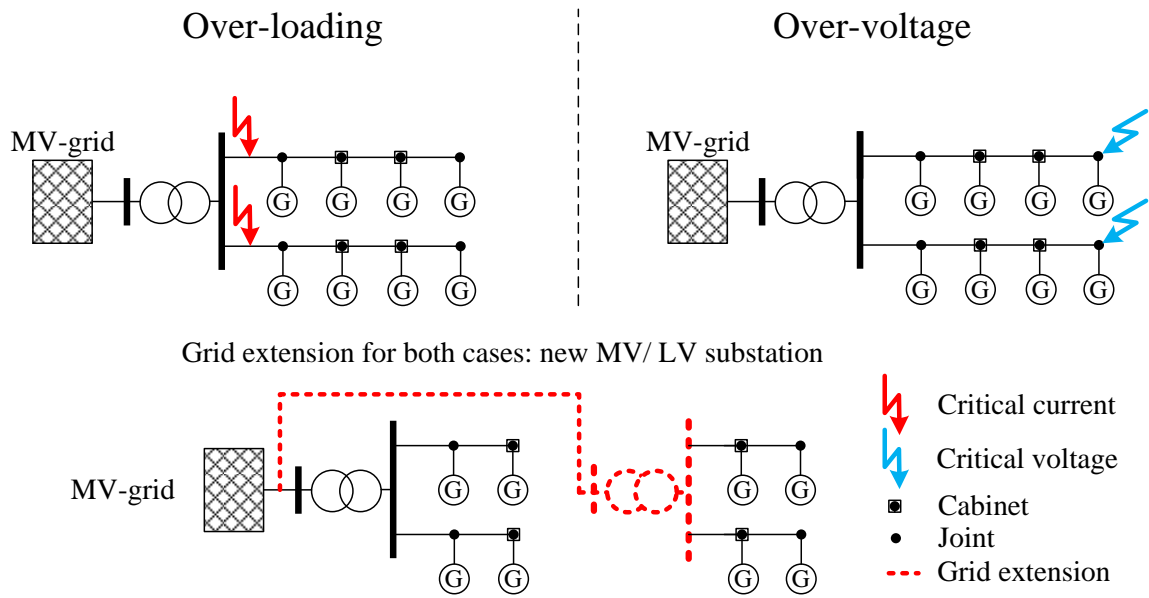 Over-loading
Over-voltage
MV-grid
G G G G
G G G G
MV-grid
G G G G
G G G G
Grid extension for both cases: new MV/ LV substation
MV-grid
G G
G G
G G
G G
Critical current
Critical voltage
Cabinet
Joint
Grid extension